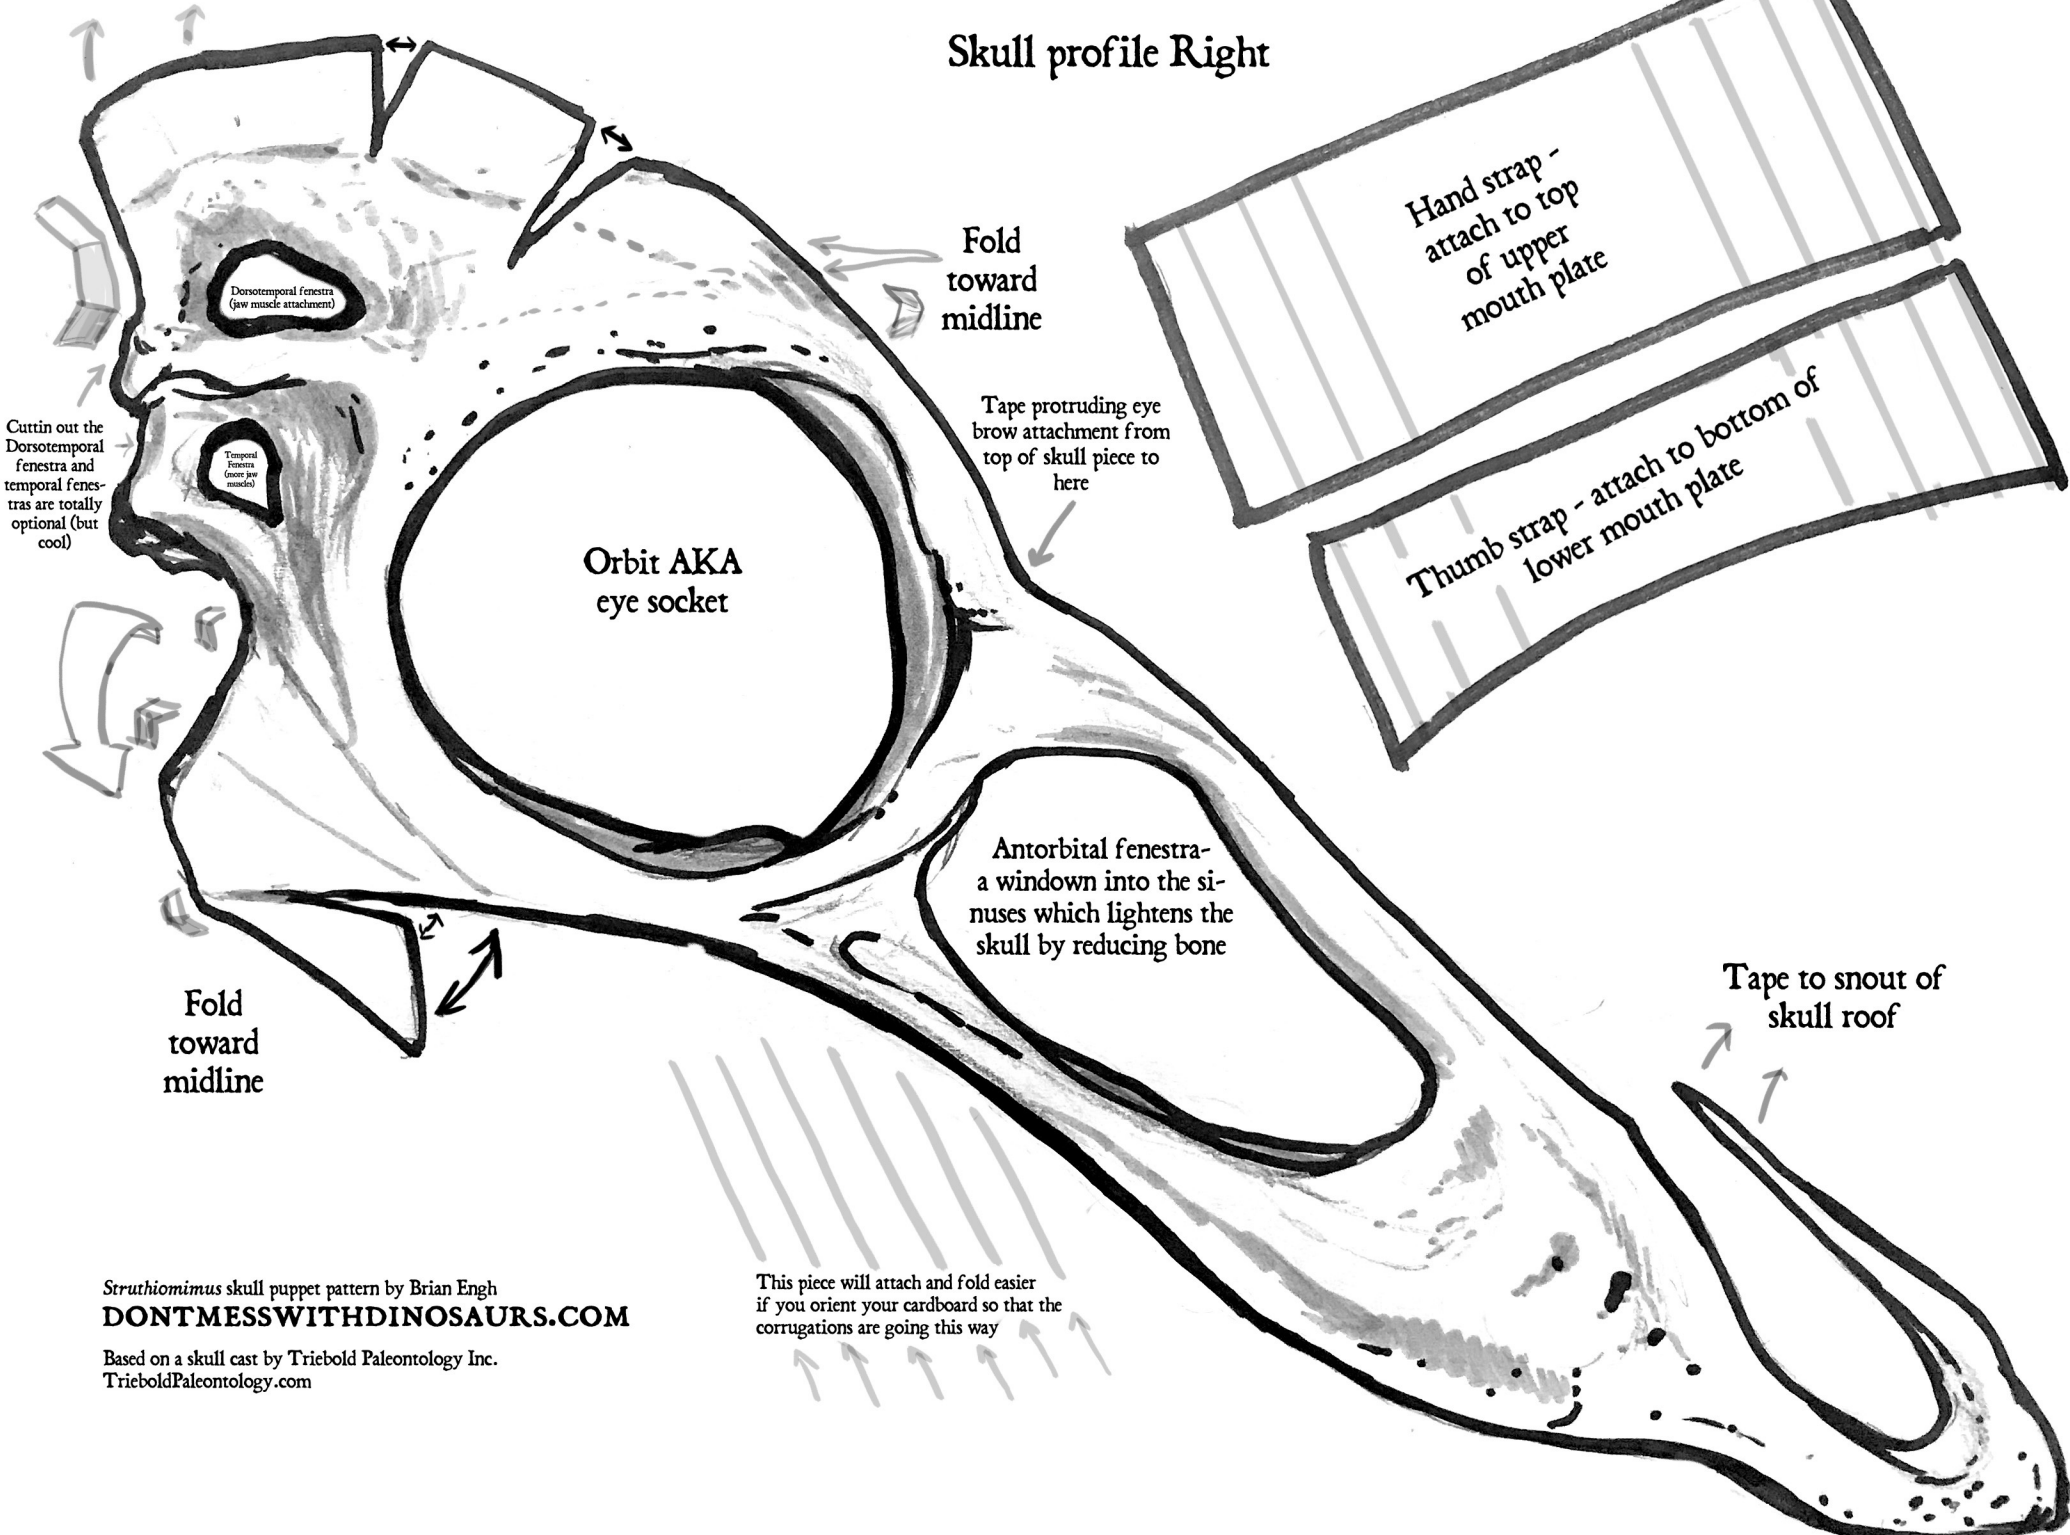 Skull profile Right
Hand strap -
attach to top
of upper
mouth plate
Fold
toward
midline
Dorsotemporal fenestra
(jaw muscle attachment)
Thumb strap - attach to bottom of
lower mouth plate
Tape protruding eye
brow attachment from
top of skull piece to
here
Cuttin out the
Dorsotemporal
fenestra and
temporal fenes-
tras are totally
optional (but
cool)
Temporal
Fenestra
(more jaw
muscles)
Orbit AKA
eye socket
Antorbital fenestra-
a windown into the si-
nuses which lightens the
skull by reducing bone
Fold
toward
midline
Tape to snout of
skull roof
Struthiomimus skull puppet pattern by Brian Engh
DONTMESSWITHDINOSAURS.COM
Based on a skull cast by Triebold Paleontology Inc.
TrieboldPaleontology.com
This piece will attach and fold easier
if you orient your cardboard so that the
corrugations are going this way